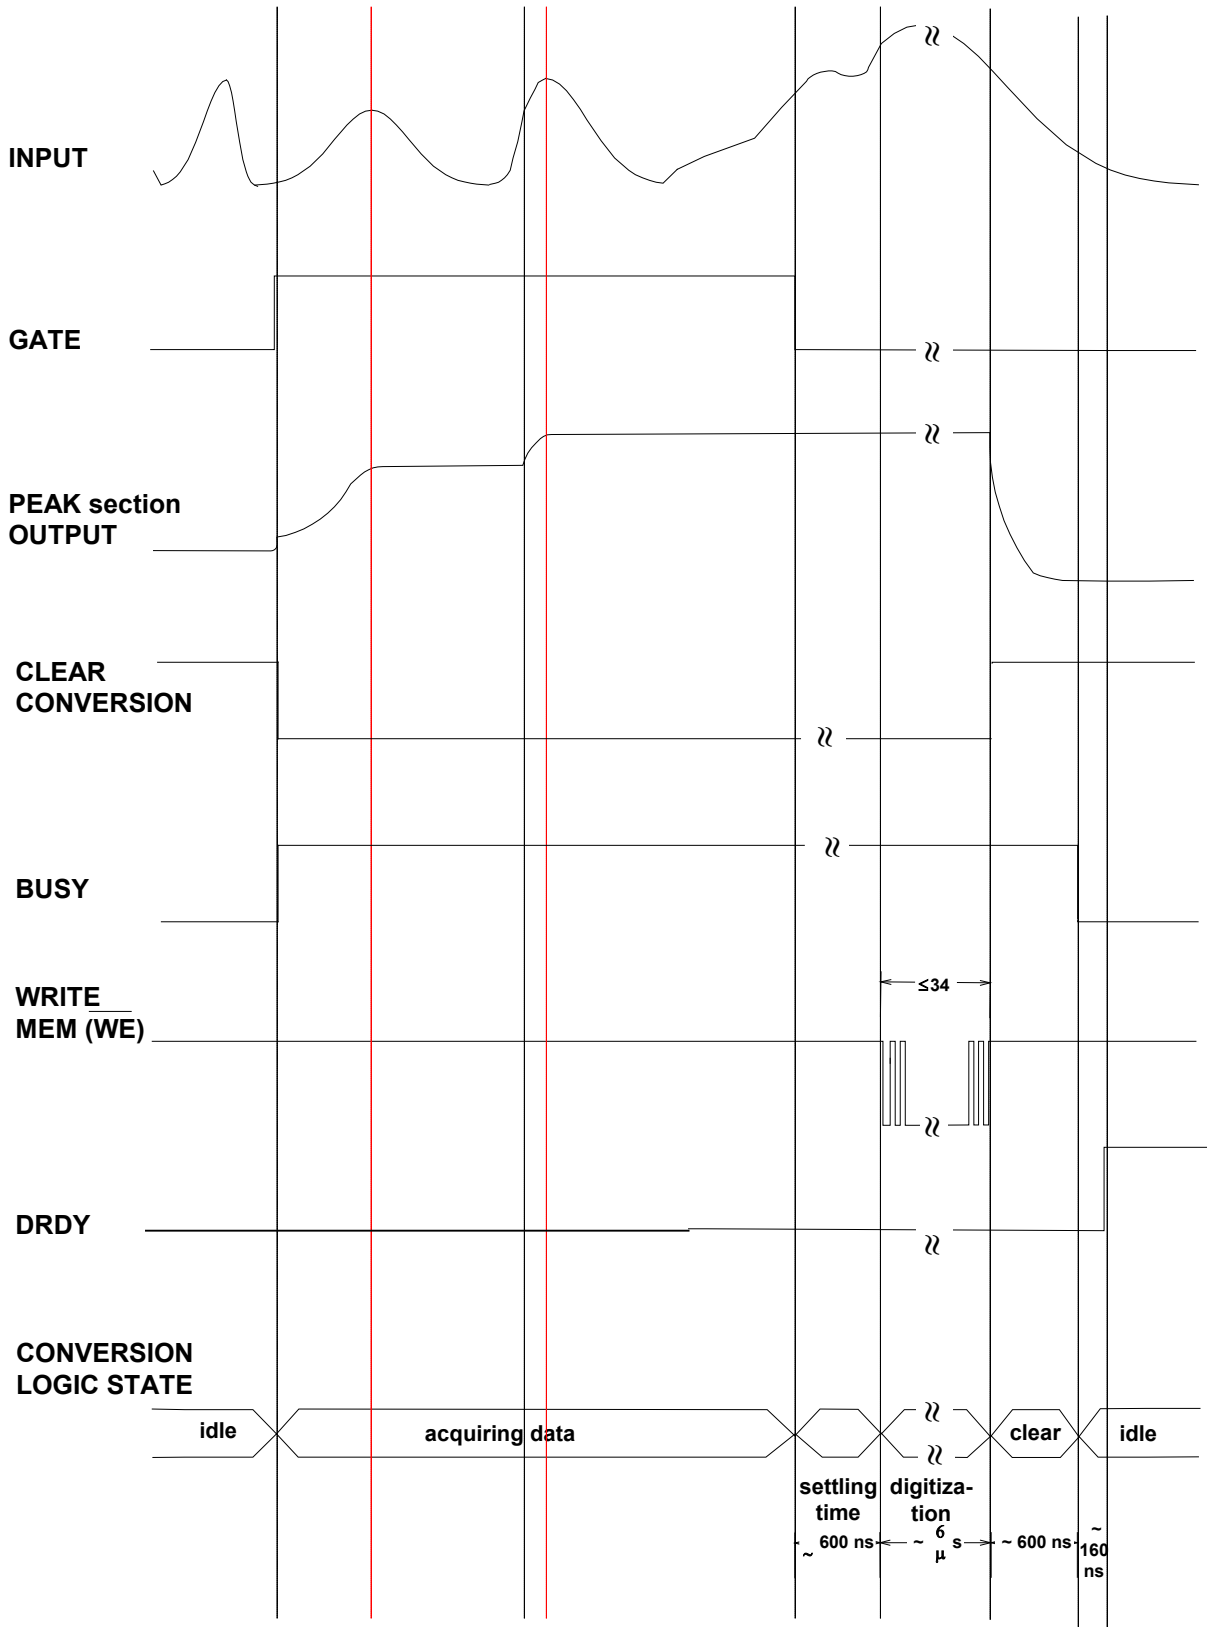 INPUT
GATE
PEAK section
OUTPUT
CLEAR
CONVERSION
BUSY
WRITE
MEM (WE)
≤34
DRDY
CONVERSION
LOGIC STATE
idle
acquiring data
clear
idle
settling
time
digitiza-
tion
~ 600 ns
~ 6 μs
~ 600 ns
~
160
ns